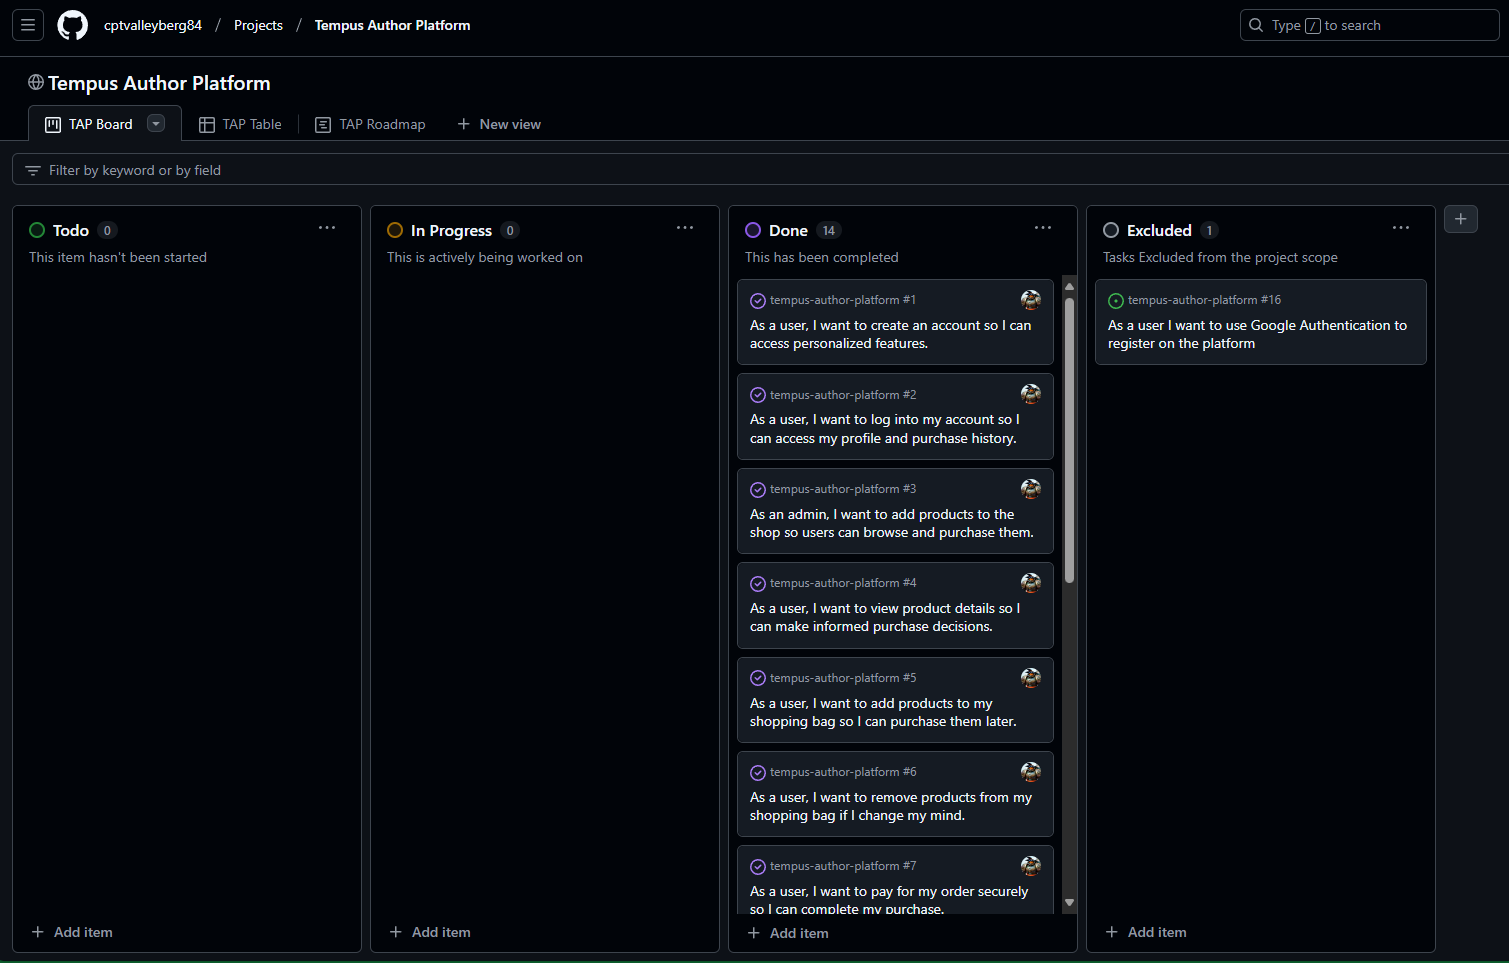 cptvalleyberg84 / Projects / Tempus Author Platform
Type / to search
Tempus Author Platform
TAP Board
TAP Table
TAP Roadmap
New view
Filter by keyword or by field
Todo 0
This item hasn't been started
Add item
In Progress 0
This is actively being worked on
Add item
Done 14
This has been completed
tempus-author-platform #1
As a user, I want to create an account so I can
access personalized features.
tempus-author-platform #2
As a user, I want to log into my account so I
can access my profile and purchase history.
tempus-author-platform #3
As an admin, I want to add products to the
shop so users can browse and purchase them.
tempus-author-platform #4
As a user, I want to view product details so I
can make informed purchase decisions.
tempus-author-platform #5
As a user, I want to add products to my
shopping bag so I can purchase them later.
tempus-author-platform #6
As a user, I want to remove products from my
shopping bag if I change my mind.
tempus-author-platform #7
As a user, I want to pay for my order securely
so I can complete my purchase.
Add item
Excluded 1
Tasks Excluded from the project scope
tempus-author-platform #16
As a user I want to use Google Authentication to
register on the platform
Add item